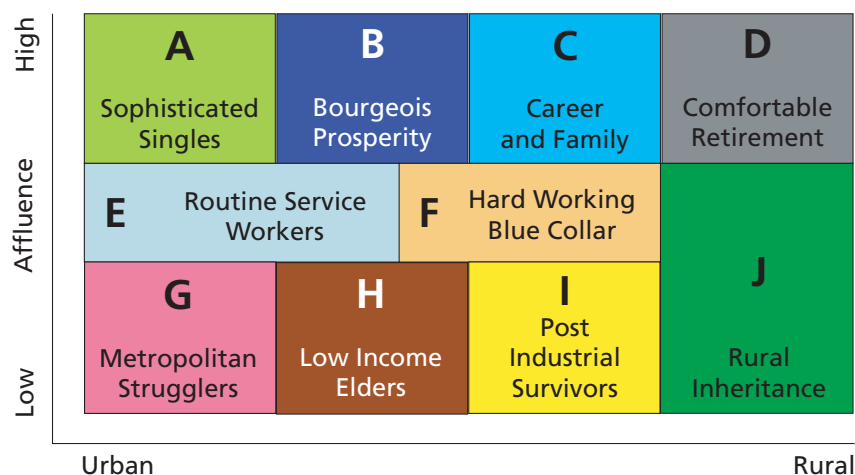 High
Affluence
Low
A
Sophisticated
Singles
B
Bourgeois
Prosperity
C
Career
and Family
D
Comfortable
Retirement
E
Routine Service
Workers
F
Hard Working
Blue Collar
G
Metropolitan
Strugglers
H
Low Income
Elders
I
Post
Industrial
Survivors
J
Rural
Inheritance
Urban
Rural